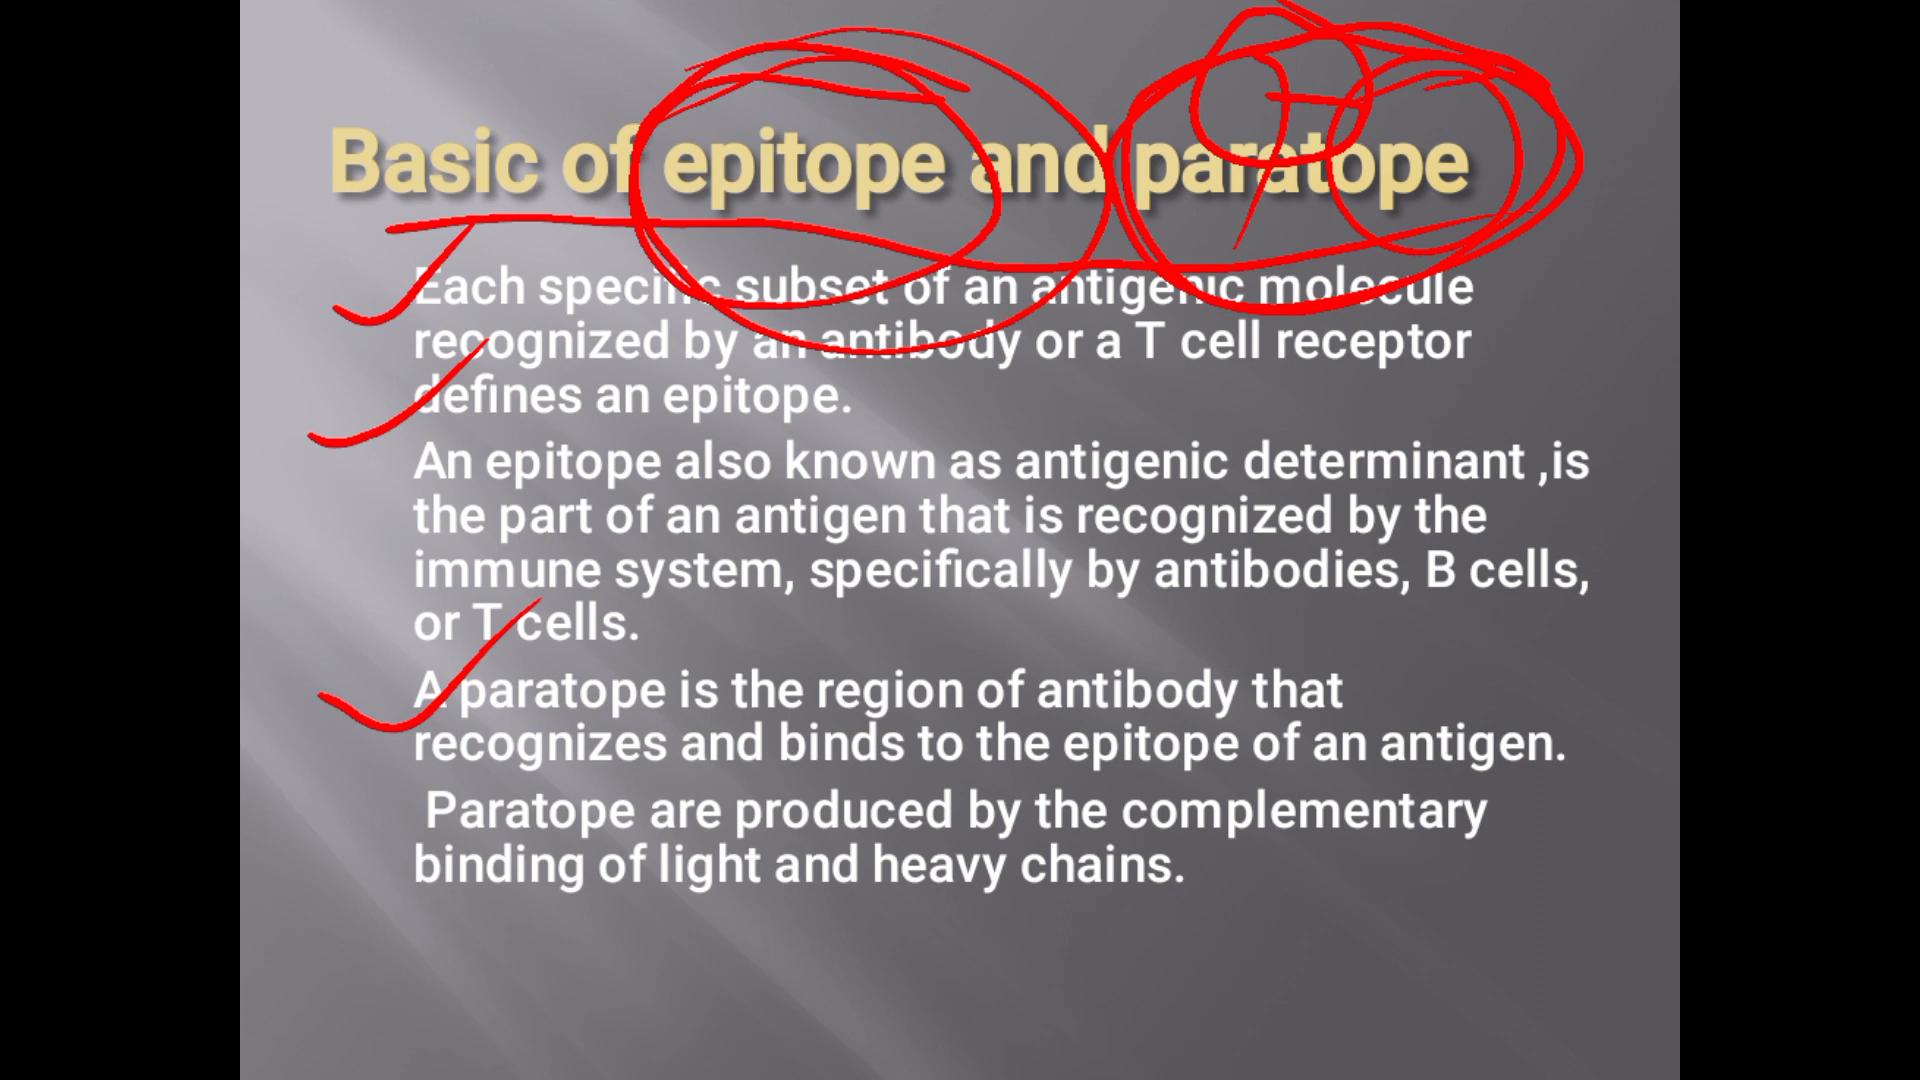 Basic of epitope and paratope
Each specific subset of an antigenic molecule
recognized by an antibody or a T cell receptor
defines an epitope.
An epitope also known as antigenic determinant ,is
the part of an antigen that is recognized by the
immune system, specifically by antibodies, B cells,
or T cells.
A paratope is the region of antibody that
recognizes and binds to the epitope of an antigen.
Paratope are produced by the complementary
binding of light and heavy chains.